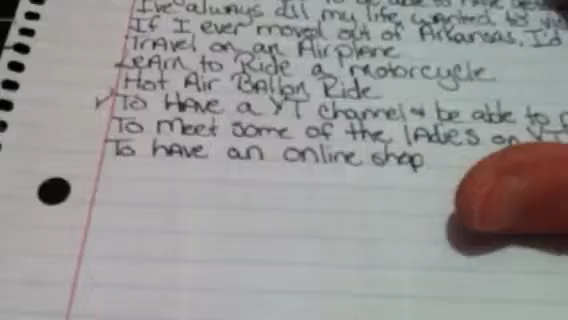 I've always all my life wanted to
If I ever moved out of Arkansas, I'd
Travel on an Airplane
Learn to Ride a motorcycle
Hot Air Ballon Ride
✓ To Have a YT channel & be able to
To meet some of the ladies on YT
To have an online shop